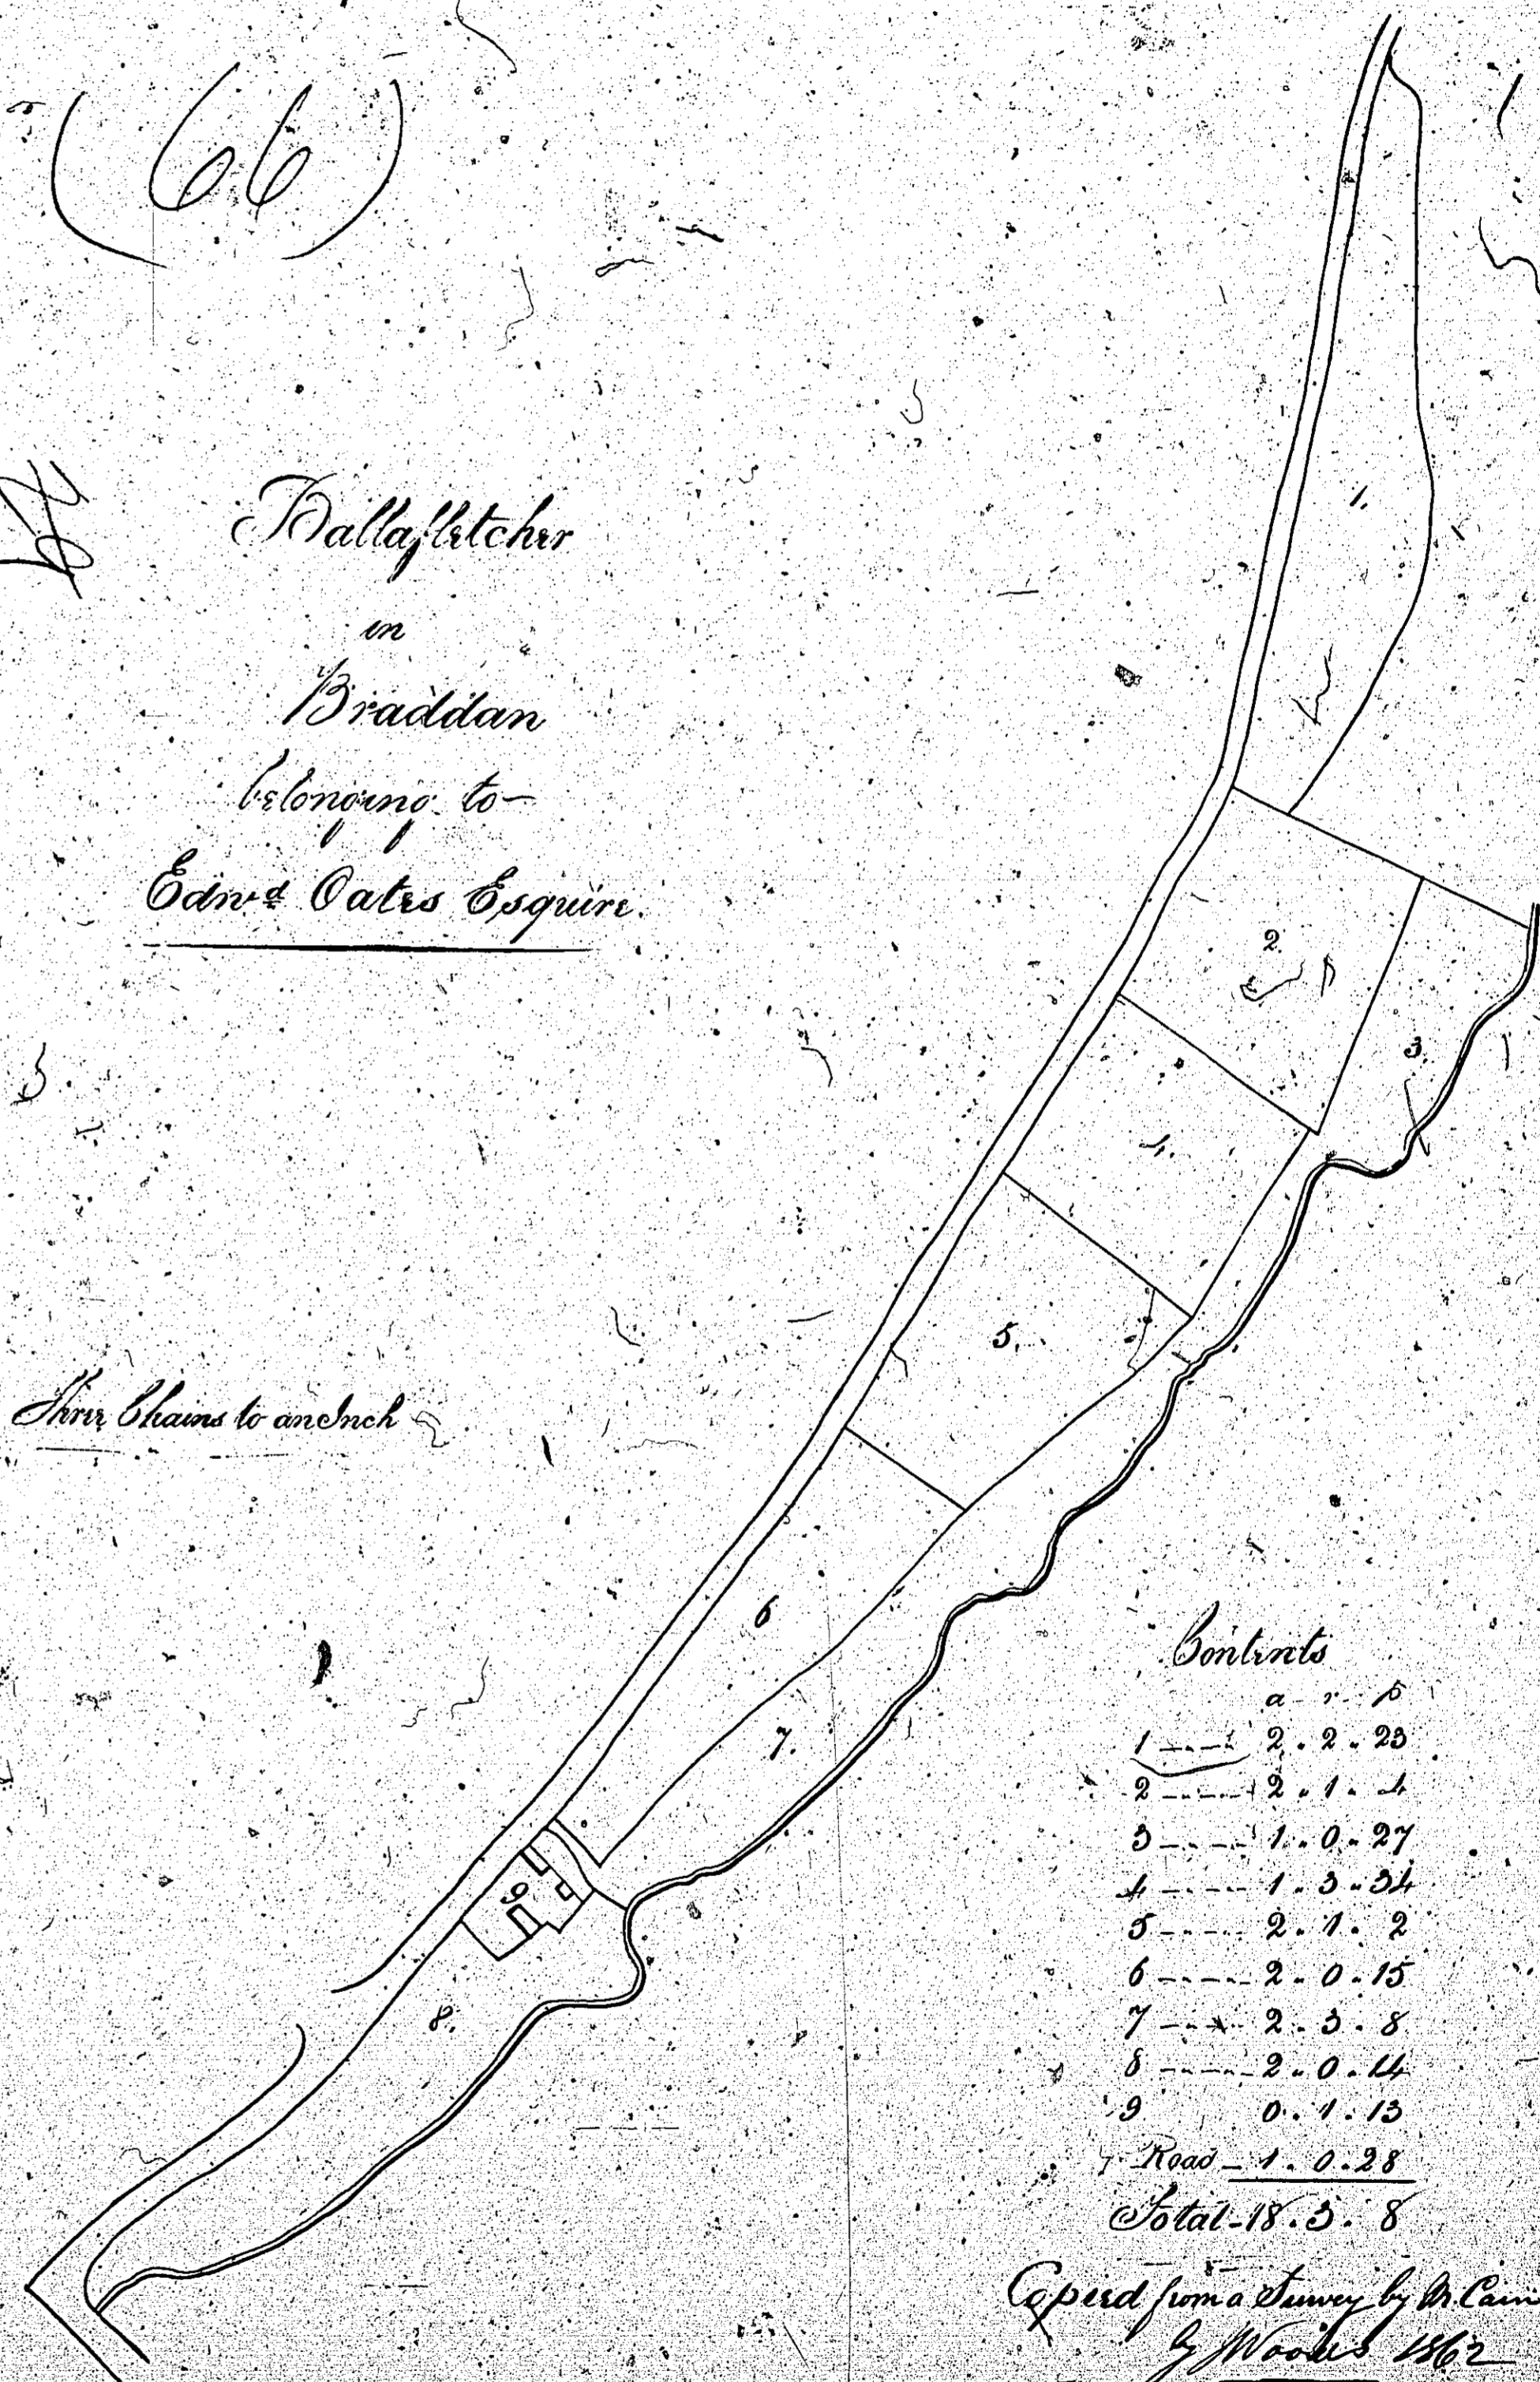 (66)
1.
Ballafletcher
in
Braddan
belonging to
Edwd Oates Esquire.
2
3.
4.
5.
Three Chains to an Inch
6
7.
9
8.
Contents
a - r - p
1 ---- 2 . 2 . 23
2 ---- 2 . 1 . 4
3 ---- 1 . 0 . 27
4 ---- 1 . 3 . 34
5 ---- 2 . 1 . 2
6 ---- 2 . 0 . 15
7 ---- 2 . 3 . 8
8 ---- 2 . 0 . 14
9 0 . 1 . 13
Road - 1 . 0 . 28
Total - 18 . 3 . 8
Copied from a Survey by M. Cain
by J Woods 1862